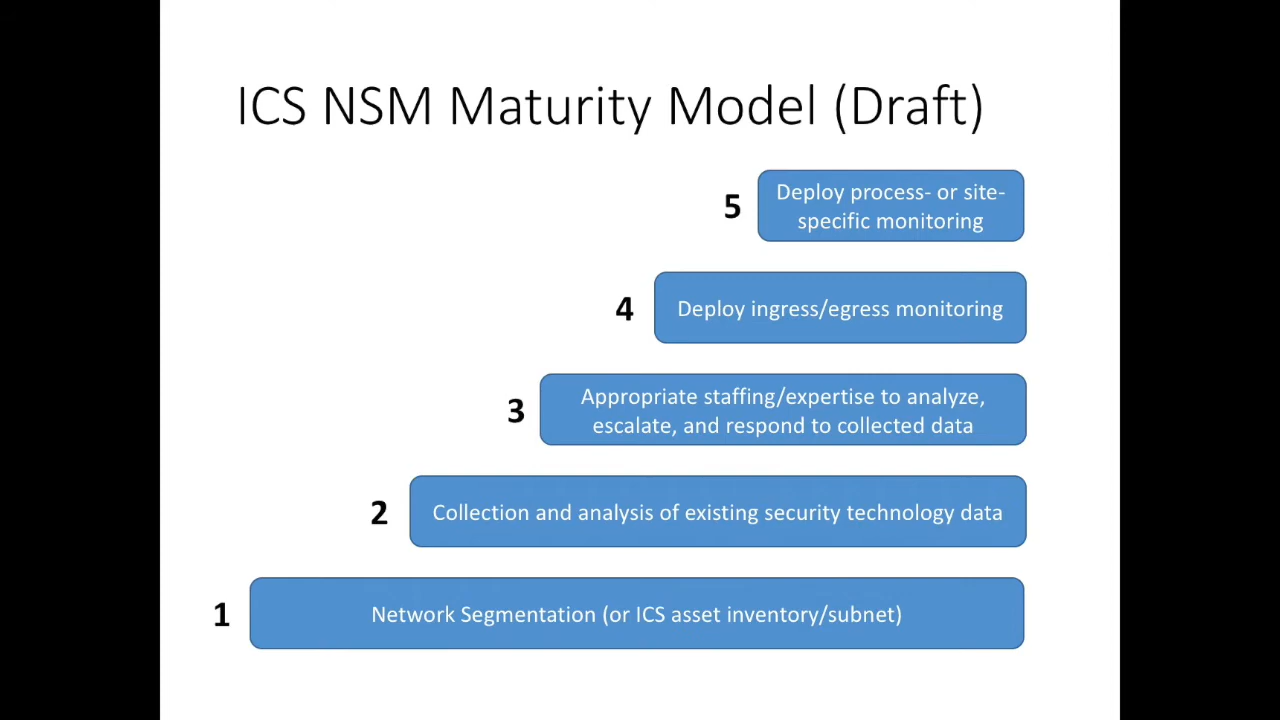 ICS NSM Maturity Model (Draft)
5
Deploy process- or site-
specific monitoring
4
Deploy ingress/egress monitoring
3
Appropriate staffing/expertise to analyze,
escalate, and respond to collected data
2
Collection and analysis of existing security technology data
1
Network Segmentation (or ICS asset inventory/subnet)